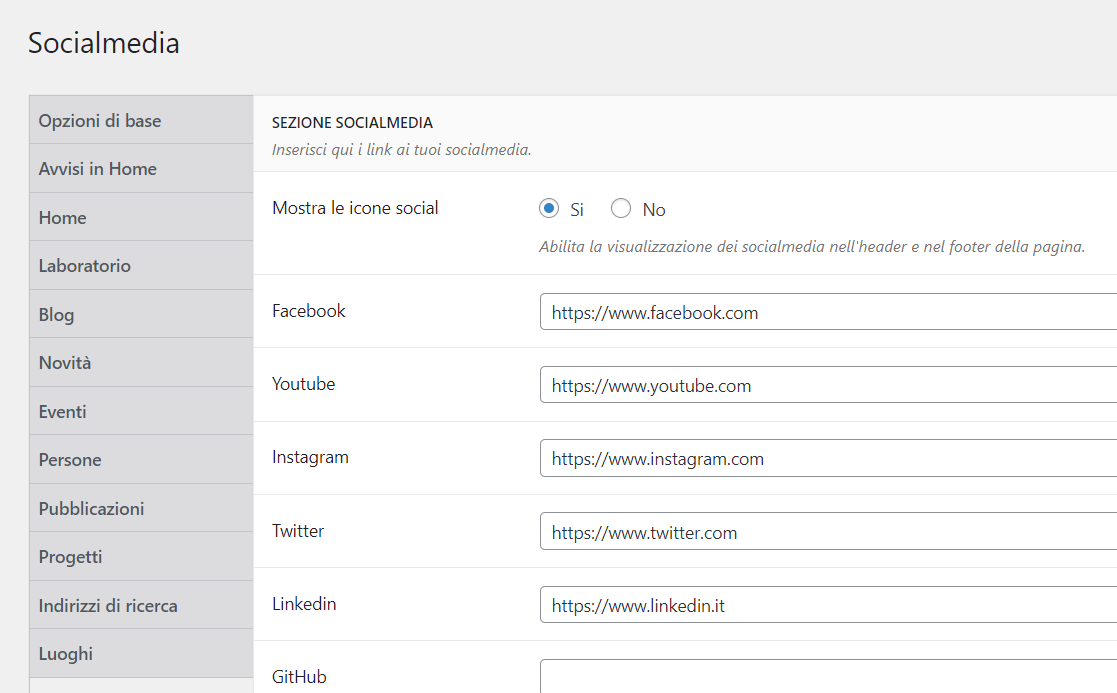 Socialmedia
Opzioni di base
Avvisi in Home
Home
Laboratorio
Blog
Novità
Eventi
Persone
Pubblicazioni
Progetti
Indirizzi di ricerca
Luoghi
SEZIONE SOCIALMEDIA
Inserisci qui i link ai tuoi socialmedia.
Mostra le icone social
Si No
Abilita la visualizzazione dei socialmedia nell'header e nel footer della pagina.
Facebook https://www.facebook.com
Youtube https://www.youtube.com
Instagram https://www.instagram.com
Twitter https://www.twitter.com
Linkedin https://www.linkedin.it
GitHub